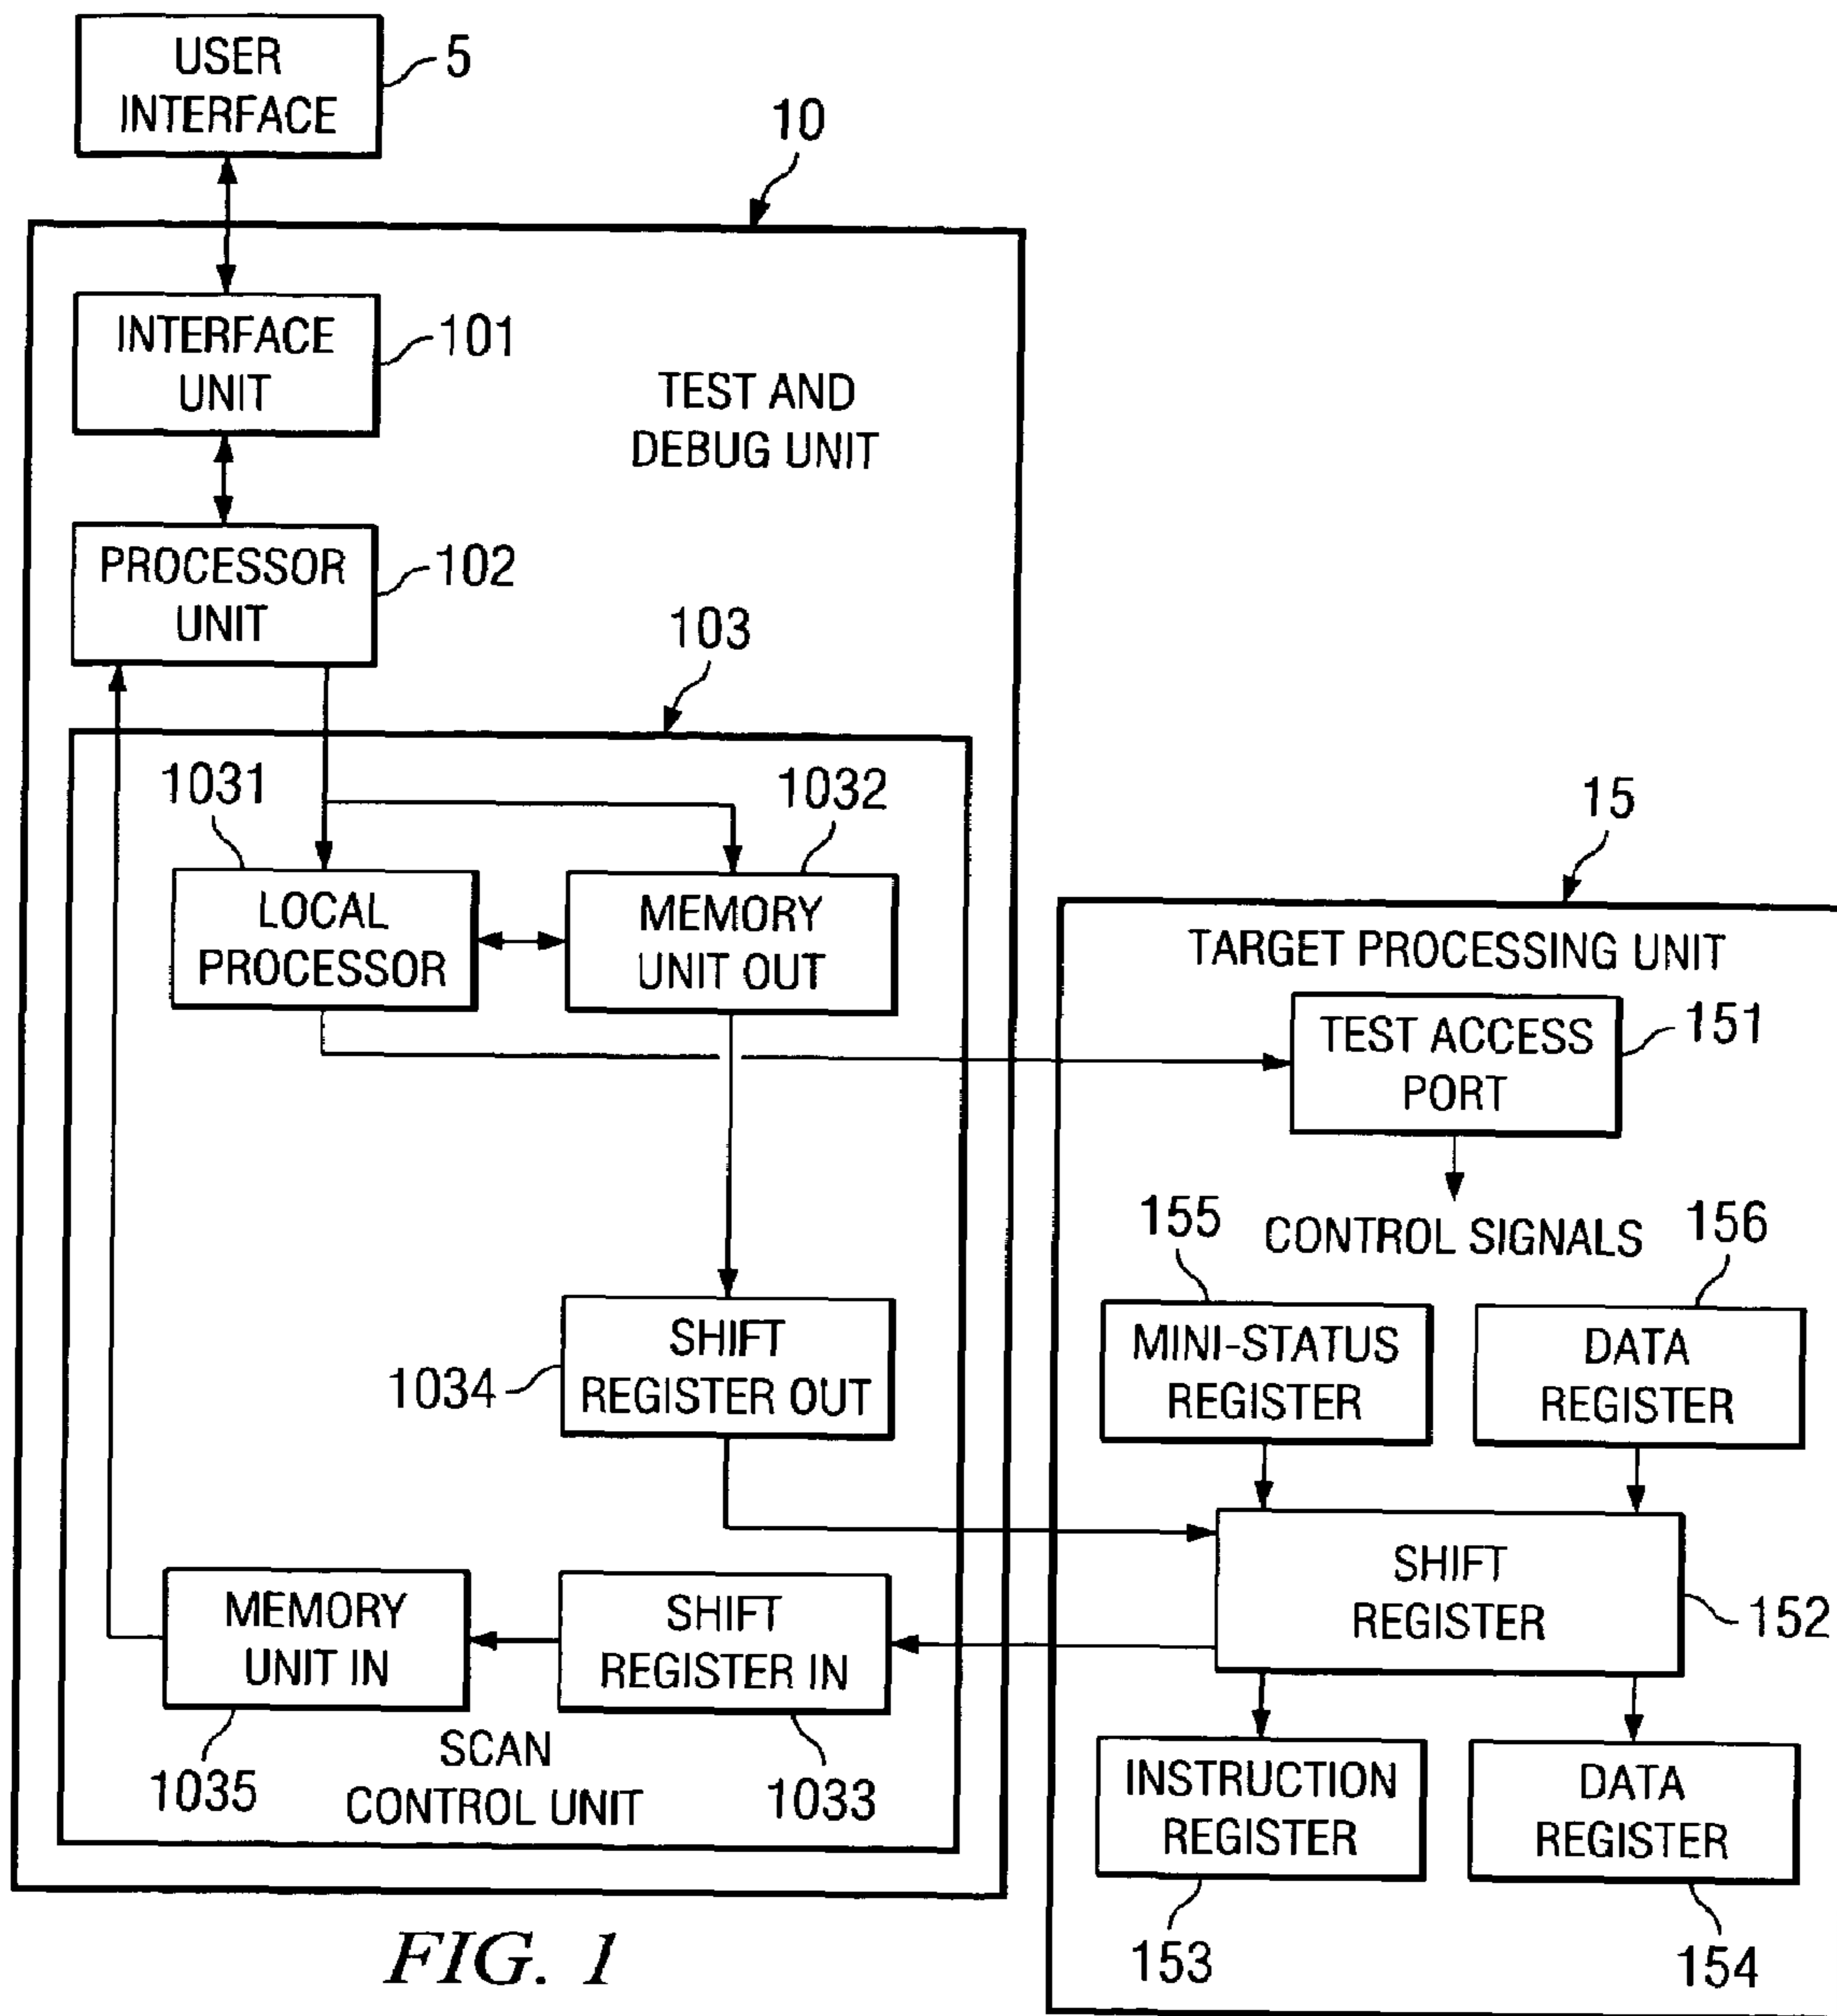 USER
INTERFACE
5
10
INTERFACE
UNIT
101
TEST AND
DEBUG UNIT
PROCESSOR
UNIT
102
103
1031
1032
LOCAL
PROCESSOR
MEMORY
UNIT OUT
SHIFT
REGISTER OUT
1034
MEMORY
UNIT IN
SHIFT
REGISTER IN
1035
SCAN
CONTROL UNIT
1033
15
TARGET PROCESSING UNIT
TEST ACCESS
PORT
151
CONTROL SIGNALS
155
156
MINI-STATUS
REGISTER
DATA
REGISTER
SHIFT
REGISTER
152
INSTRUCTION
REGISTER
DATA
REGISTER
153
154
FIG. 1